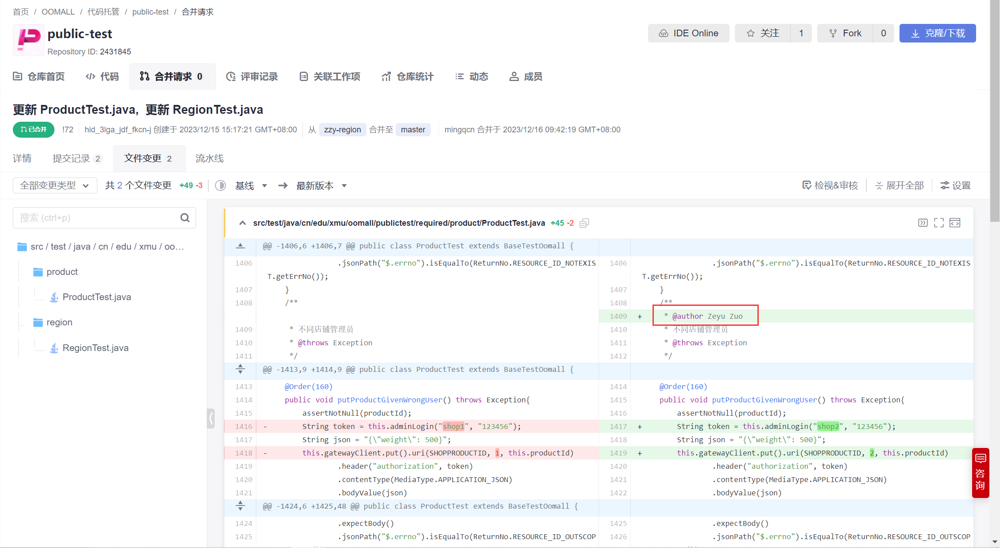 首页 / OOMALL / 代码托管 / public-test / 合并请求
public-test
Repository ID: 2431845
IDE Online
关注 1
Fork 0
克隆/下载
仓库首页 代码 合并请求 0 评审记录 关联工作项 仓库统计 动态 成员
更新 ProductTest.java, 更新 RegionTest.java
已合并 !72 hid_3lga_jdf_fkcn-j 创建于 2023/12/15 15:17:21 GMT+08:00 从 zzy-region 合并至 master mingqcn 合并于 2023/12/16 09:42:19 GMT+08:00
详情 提交记录 2 文件变更 2 流水线
全部变更类型 共 2 个文件变更 +49 -3 基线 → 最新版本 检视&审核 展开全部 设置
搜索 (ctrl+p)
src / test / java / cn / edu / xmu / oo…
product
ProductTest.java
region
RegionTest.java
src/test/java/cn/edu/xmu/oomall/publictest/required/product/ProductTest.java +45 -2
@@ -1406,6 +1406,7 @@ public class ProductTest extends BaseTestOomall {
1406 .jsonPath("$.errno").isEqualTo(ReturnNo.RESOURCE_ID_NOTEXIS
T.getErrNo());
1407 }
1408 /**
1409 * 不同店铺管理员
1410 * @throws Exception
1411 */
1406 .jsonPath("$.errno").isEqualTo(ReturnNo.RESOURCE_ID_NOTEXIS
T.getErrNo());
1407 }
1408 /**
1409 + * @author Zeyu Zuo
1410 * 不同店铺管理员
1411 * @throws Exception
1412 */
@@ -1413,9 +1414,9 @@ public class ProductTest extends BaseTestOomall {
1413 @Order(160)
1414 public void putProductGivenWrongUser() throws Exception{
1415 assertNotNull(productId);
1416 - String token = this.adminLogin("shop1", "123456");
1417 String json = "{\"weight\": 500}";
1418 - this.gatewayClient.put().uri(SHOPPRODUCTID, 1, this.productId)
1419 .header("authorization", token)
1420 .contentType(MediaType.APPLICATION_JSON)
1421 .bodyValue(json)
1414 @Order(160)
1415 public void putProductGivenWrongUser() throws Exception{
1416 assertNotNull(productId);
1417 + String token = this.adminLogin("shop2", "123456");
1418 String json = "{\"weight\": 500}";
1419 + this.gatewayClient.put().uri(SHOPPRODUCTID, 2, this.productId)
1420 .header("authorization", token)
1421 .contentType(MediaType.APPLICATION_JSON)
1422 .bodyValue(json)
@@ -1424,6 +1425,48 @@ public class ProductTest extends BaseTestOomall {
1424 .expectBody()
1425 .jsonPath("$.errno").isEqualTo(ReturnNo.RESOURCE_ID_OUTSCOP
1425 .expectBody()
1426 .jsonPath("$.errno").isEqualTo(ReturnNo.RESOURCE_ID_OUTSCOP
咨询